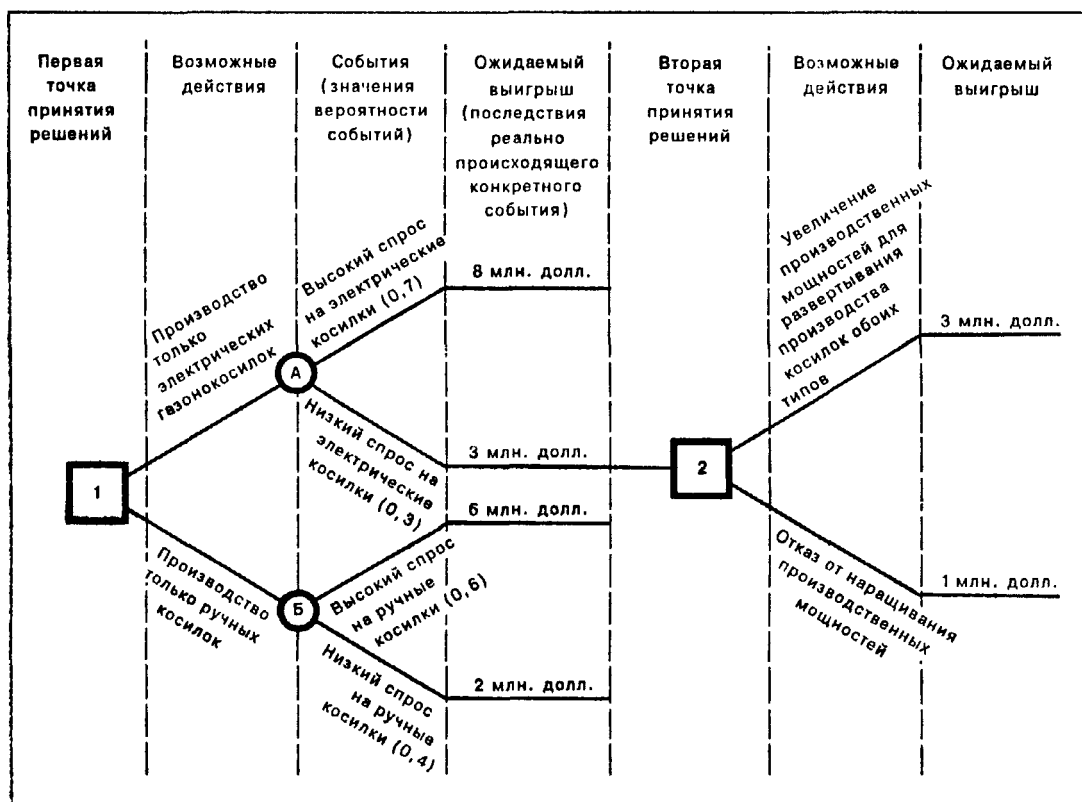 Первая
точка
принятия
решений
Возможные
действия
События
(значения
вероятности
событий)
Ожидаемый
выигрыш
(последствия
реально
происходящего
конкретного
события)
Вторая
точка
принятия
решений
Возможные
действия
Ожидаемый
выигрыш
1
Производство
только
электрических
газонокосилок
Производство
только ручных
косилок
А
Б
Высокий спрос
на электрические
косилки (0,7)
Низкий спрос на
электрические
косилки (0,3)
Высокий спрос
на ручные
косилки (0,6)
Низкий спрос
на ручные
косилки (0,4)
8 млн. долл.
3 млн. долл.
6 млн. долл.
2 млн. долл.
2
Увеличение
производственных
мощностей для
развертывания
производства
косилок обоих
типов
Отказ от наращивания
производственных
мощностей
3 млн. долл.
1 млн. долл.